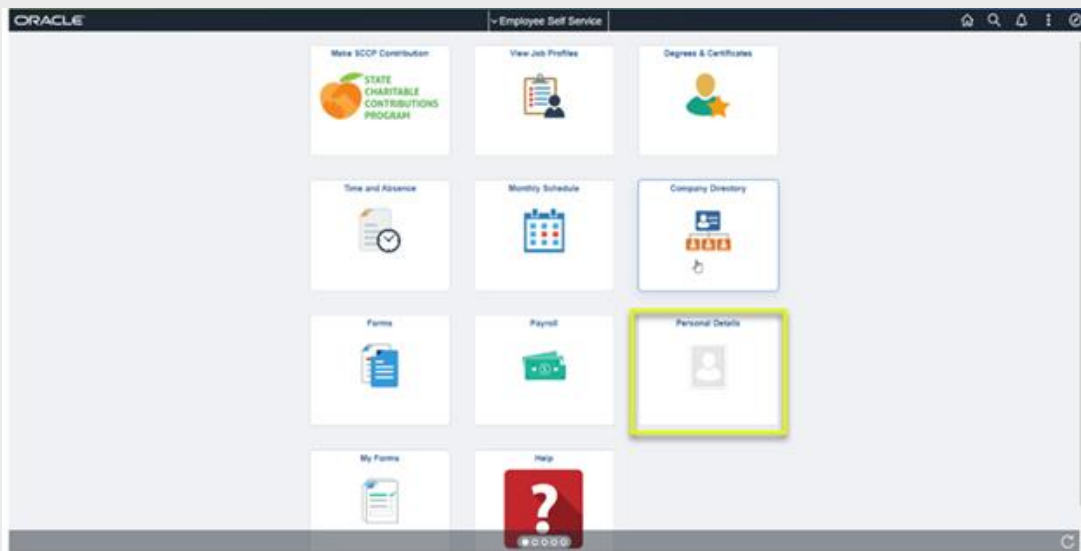 ORACLE
Employee Self Service
Make SCCP Contribution
View Job Profiles
Degrees & Certificates
STATE
CHARITABLE
CONTRIBUTIONS
PROGRAM
Time and Absence
Monthly Schedule
Company Directory
Forms
Payroll
Personal Details
My Forms
Help
?